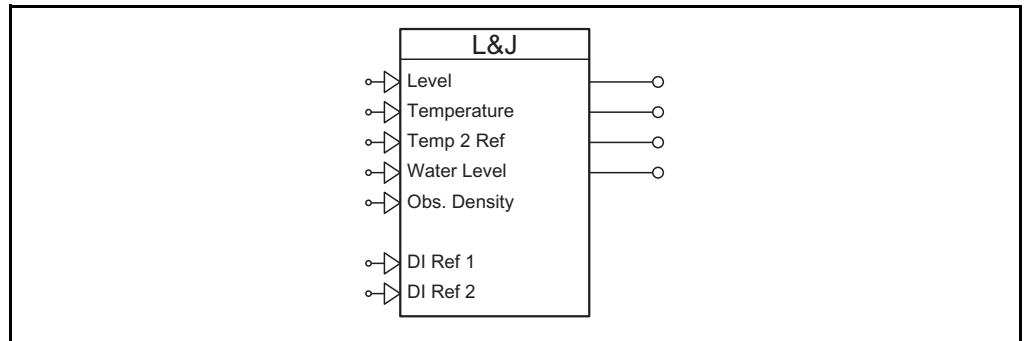 L&J
Level
Temperature
Temp 2 Ref
Water Level
Obs. Density
DI Ref 1
DI Ref 2